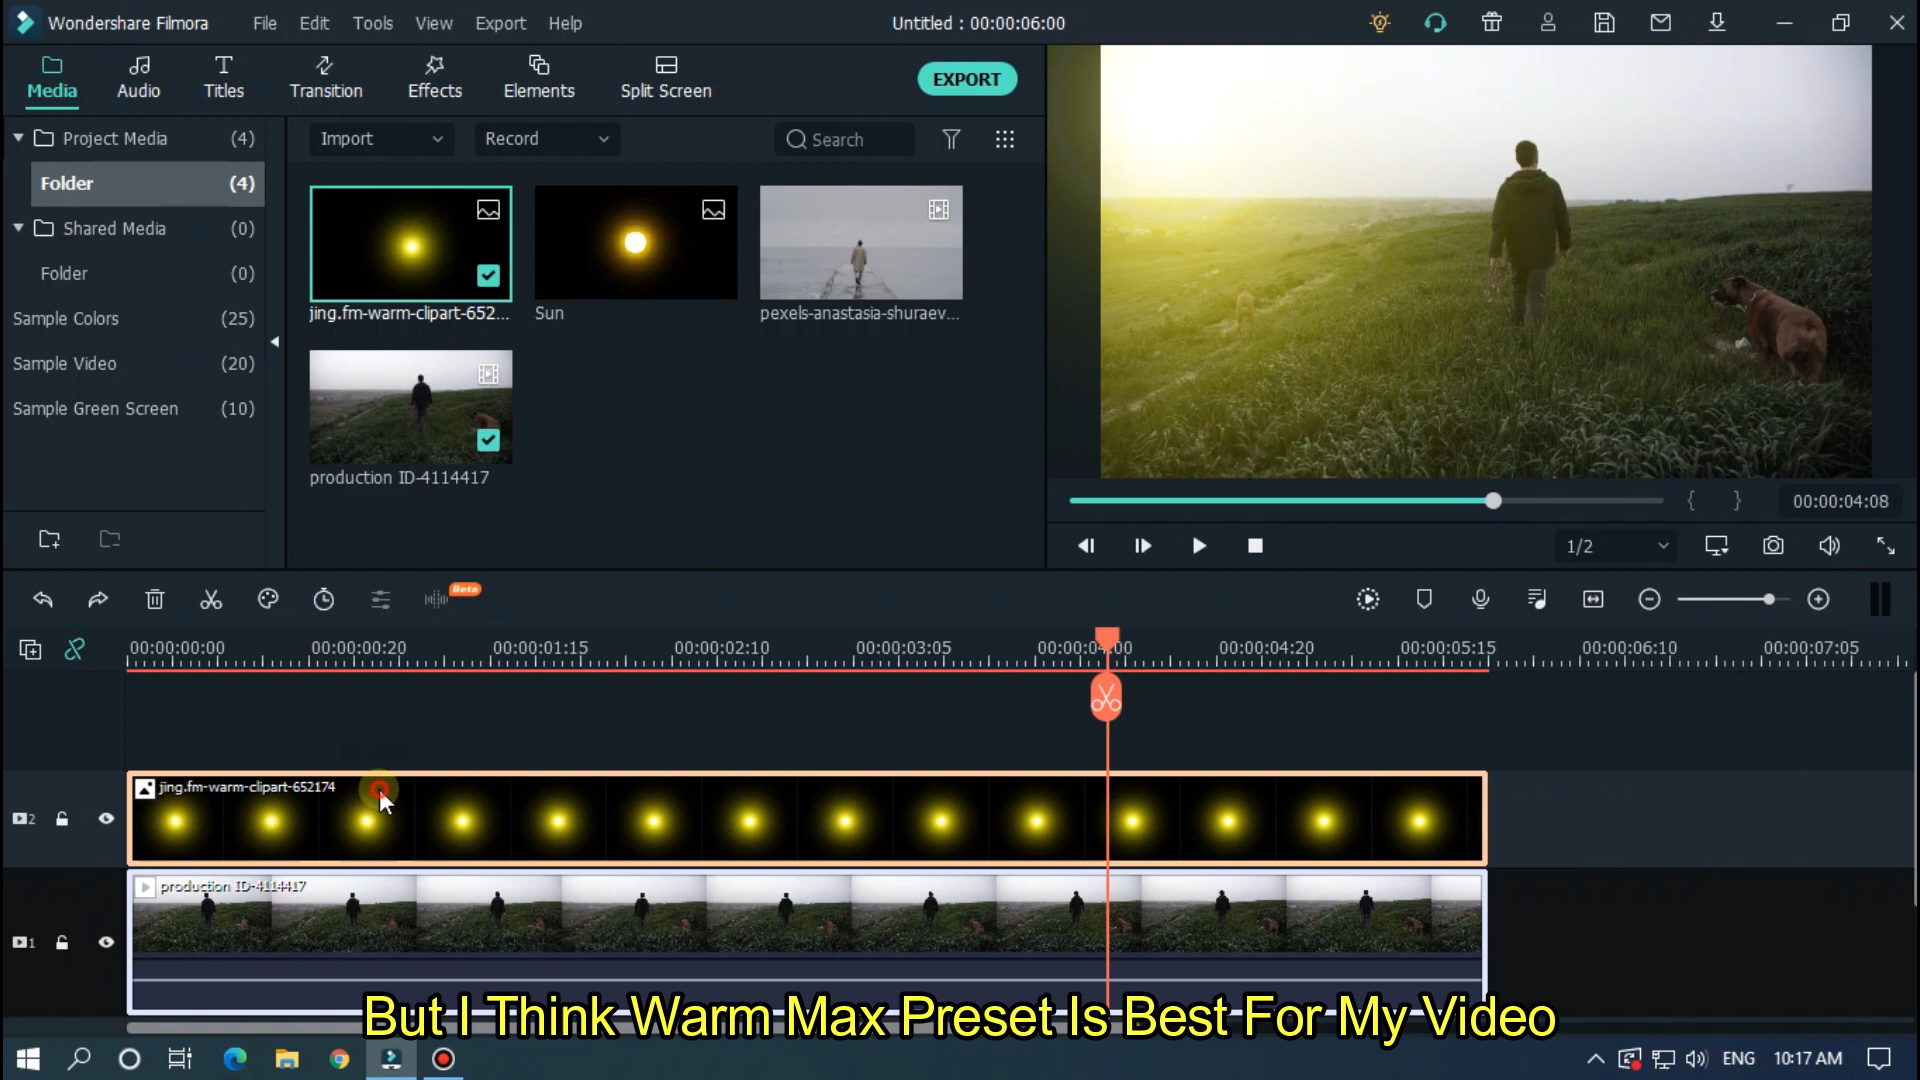 Wondershare Filmora File Edit Tools View Export Help Untitled : 00:00:06:00
Media Audio Titles Transition Effects Elements Split Screen EXPORT
Project Media (4) Import Record Search
Folder (4)
Shared Media (0)
Folder (0)
Sample Colors (25)
Sample Video (20)
Sample Green Screen (10)
jing.fm-warm-clipart-652... Sun pexels-anastasia-shuraev...
production ID-4114417
00:00:04:08
1/2
Beta
00:00:00:00 00:00:00:20 00:00:01:15 00:00:02:10 00:00:03:05 00:00:04:00 00:00:04:20 00:00:05:15 00:00:06:10 00:00:07:05
jing.fm-warm-clipart-652174
2
production ID-4114417
1
But I Think Warm Max Preset Is Best For My Video
ENG 10:17 AM